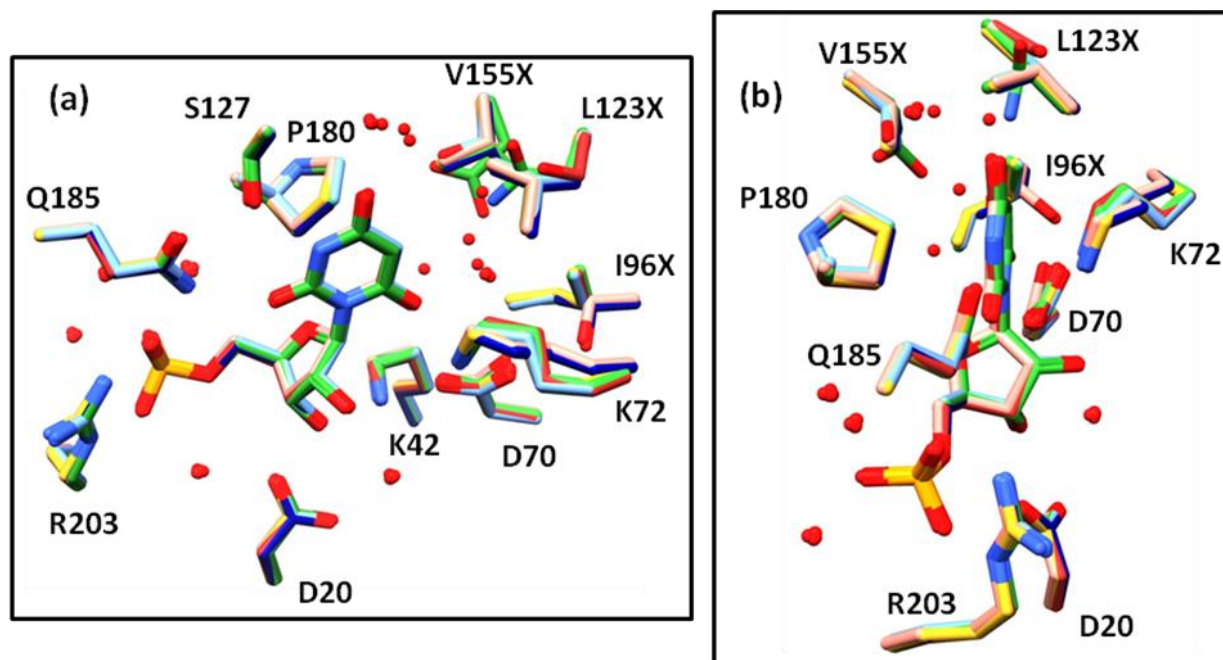 (a)
S127
P180
V155X
L123X
Q185
I96X
K72
K42
D70
R203
D20
(b)
V155X
L123X
P180
I96X
K72
D70
Q185
R203
D20